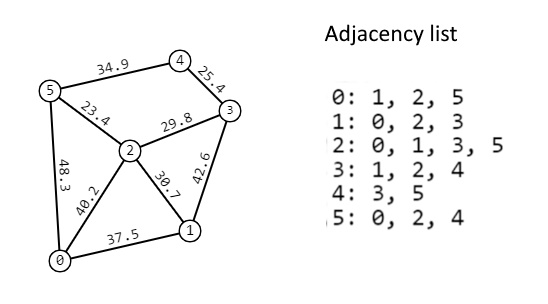 Adjacency list
4
34.9
25.4
5
3
23.4
29.8
2
48.3
40.2
30.7
42.6
1
37.5
0
0: 1, 2, 5
1: 0, 2, 3
2: 0, 1, 3, 5
3: 1, 2, 4
4: 3, 5
5: 0, 2, 4